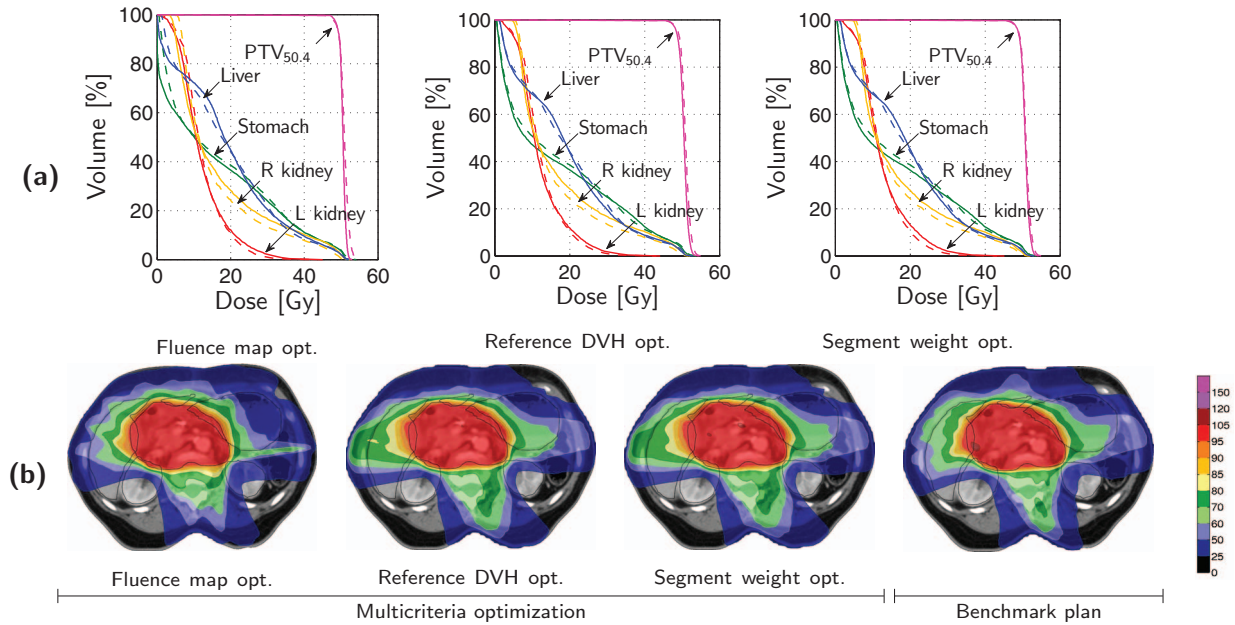 (a)
Volume [%]
100
80
60
40
20
0
0 20 40 60
Dose [Gy]
PTV50.4
Liver
Stomach
R kidney
L kidney
Fluence map opt.
Volume [%]
100
80
60
40
20
0
0 20 40 60
Dose [Gy]
PTV50.4
Liver
Stomach
R kidney
L kidney
Reference DVH opt.
Volume [%]
100
80
60
40
20
0
0 20 40 60
Dose [Gy]
PTV50.4
Liver
Stomach
R kidney
L kidney
Segment weight opt.
(b)
150
120
105
95
90
85
80
70
60
50
25
0
Fluence map opt.
Reference DVH opt.
Segment weight opt.
Multicriteria optimization
Benchmark plan